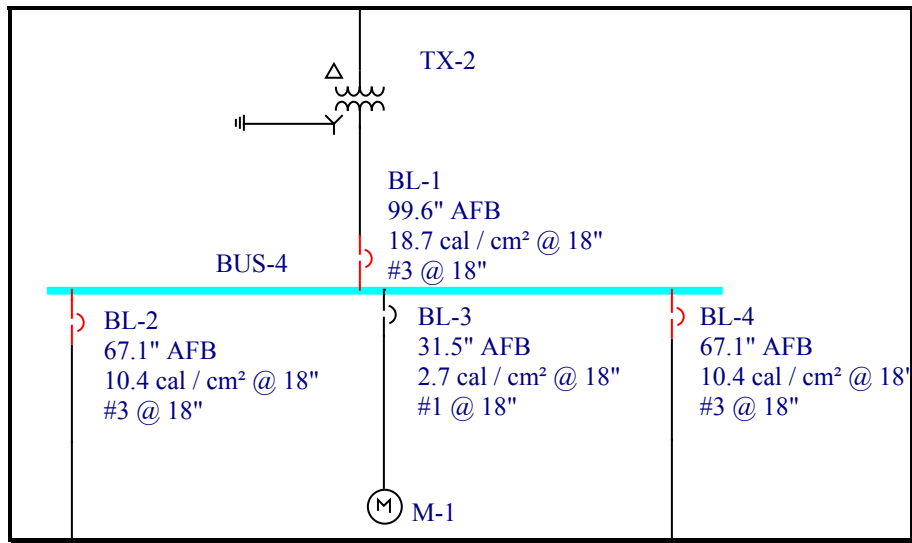 TX-2
BL-1
99.6" AFB
18.7 cal / cm² @ 18"
#3 @ 18"
BUS-4
BL-2
67.1" AFB
10.4 cal / cm² @ 18"
#3 @ 18"
BL-3
31.5" AFB
2.7 cal / cm² @ 18"
#1 @ 18"
BL-4
67.1" AFB
10.4 cal / cm² @ 18"
#3 @ 18"
M
M-1